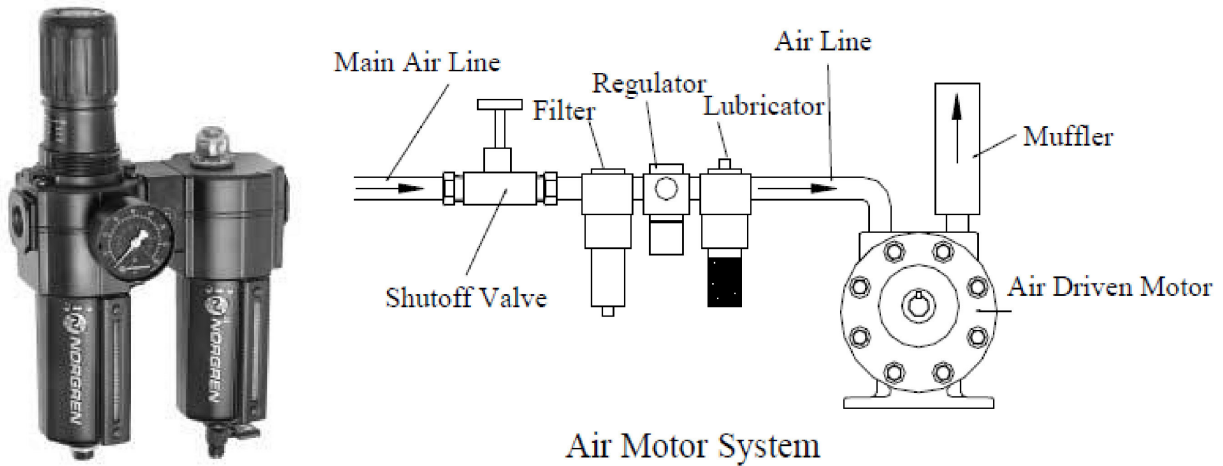 Main Air Line
Filter
Regulator
Lubricator
Air Line
Muffler
Shutoff Valve
Air Driven Motor
NORGREN
NORGREN
Air Motor System